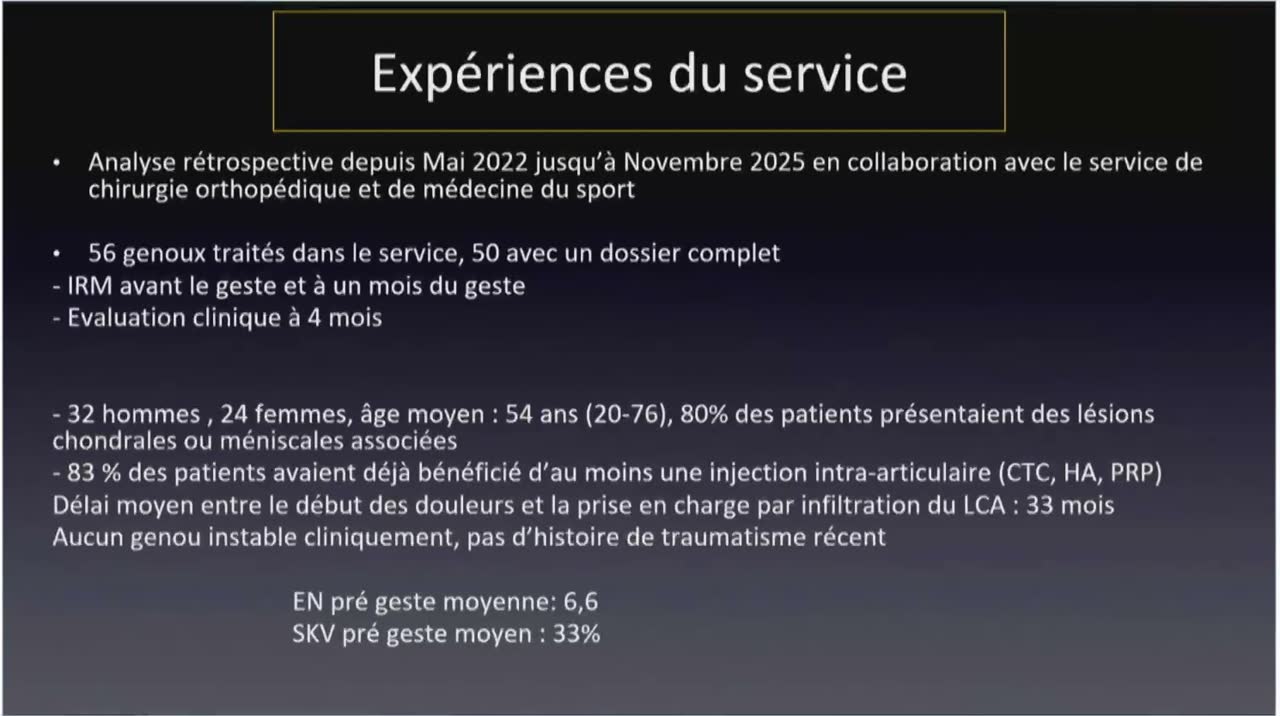 Expériences du service
• Analyse rétrospective depuis Mai 2022 jusqu’à Novembre 2025 en collaboration avec le service de
chirurgie orthopédique et de médecine du sport
• 56 genoux traités dans le service, 50 avec un dossier complet
- IRM avant le geste et à un mois du geste
- Evaluation clinique à 4 mois
- 32 hommes , 24 femmes, âge moyen : 54 ans (20-76), 80% des patients présentaient des lésions
chondrales ou méniscales associées
- 83 % des patients avaient déjà bénéficié d’au moins une injection intra-articulaire (CTC, HA, PRP)
Délai moyen entre le début des douleurs et la prise en charge par infiltration du LCA : 33 mois
Aucun genou instable cliniquement, pas d’histoire de traumatisme récent
EN pré geste moyenne: 6,6
SKV pré geste moyen : 33%